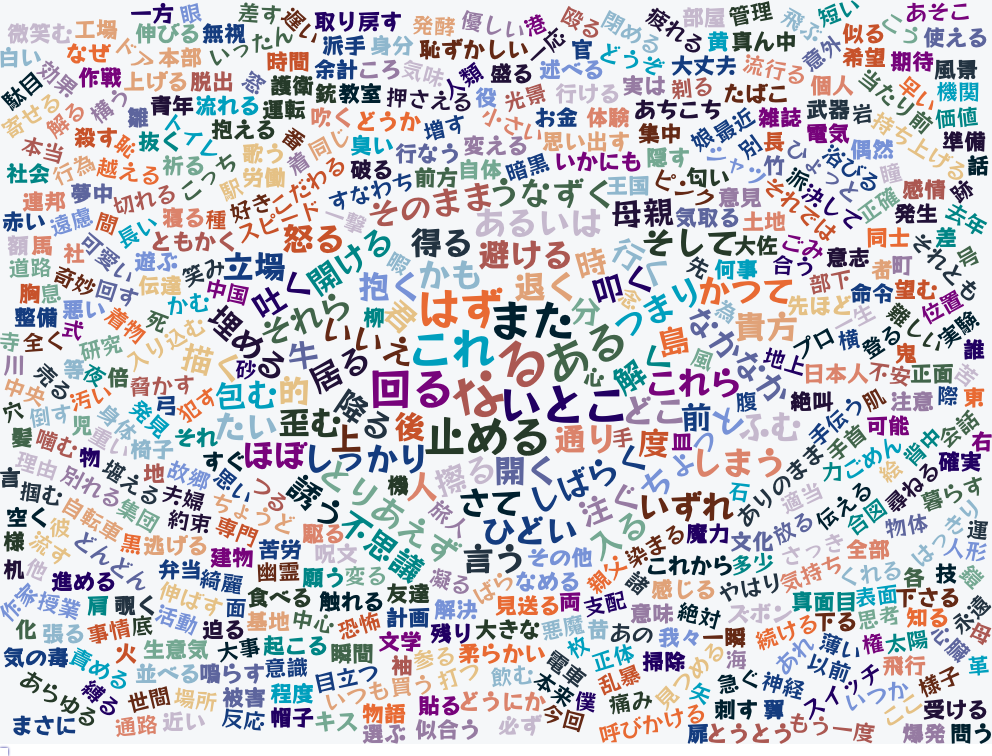 微笑む 工場 一方 眼 差す 遅い 取り戻す 発酵 優しい 港 殴る 閉める 疲れる 部屋 管理 飛ぶ 短い あそこ
白い なぜ 本部 伸びる 無視 いったん 派手 身分 恥ずかしい 官 どうぞ 黄 真ん中 意外 似る 使える
駄目 効果 作戦 上げる 脱出 窓 時間 余計 ころ 気味 人類 盛る 述べる 大丈夫 流行る 希望 期待 風景
寄せる 解る 構う 雛 青年 流れる 護衛 銃 教室 押さえる 役 光景 行ける 実は 剃る たばこ 個人 当たり前 早い 機関
本当 殺す 恥 抜く トイレ 抱える 運転 番 吹く どうか 増す 小さい お金 体験 あちこち 雑誌 武器 岩 持ち上げる 価値
社会 行為 越える 祈る こっち 歌う 着 同じ 臭い 行なう 変える 思い出す 集中 娘 最近 別 長 電気 偶然 準備
連邦 夢中 切れる 駅 労働 こだわる 破る 前方 自体 暗黒 いかにも 隠す 竹 ひょっと 浴びる 瞳 話
赤い 遠慮 間 長い 寝る 種 好き スピード すなわち 一撃 そのまま うなずく 王国 ピンク 匂い 意見 派 決して 正確 感情 跡
額 馬 社 可愛い ともかく 怒る 得る あるいは 母親 気取る 土地 それでは 発生 去年
道路 奇妙 回す 遊ぶ 笑み 立場 開ける 暇 かも 避ける 時 行く そして 大佐 ごみ 意志 同士 差 それとも 局
胸 息 伝達 中国 吐く 抱く 退く 叩く 先 何事 合う 部下 者 町 命令 望む
整備 悪い 着物 死 かむ 埋める それら 柳 君 はず また 分 つまり かつて 先ほど 一生 難しい 位置
寺 全く 式 研究 入り込む 描く 牛 いいえ これ る ある 島 なかなか 為 貴方 プロ 横 登る 実験
川 売る 等 夜 倍 砂 居る 心 解く 風 地上 日本人 不安 鬼 正面 誰
中央 汚い 脅かす 包む 的 回る ない とこ これら 腹 絶叫 肌 注意 際 東
穴 倒す 児 身体 発見 弓 犯す たい 歪む 降る 後 どこ 前 ふむ 手伝う 可能 右
髪 噛む 重い 椅子 それ 上 止める 通り 手 度 皿 手首 背中 会話
理由 物 堪える 地 故郷 すぐ ほぼ しっかり 擦る 開く しばらく ちょっと しまう ありのまま 力 ごめん 絵 確実
言 掴む 別れる 集団 夫婦 思い つる 誘う とりあえず 機 人 さて 注ぐ いずれ 石 適当 伝える 尋ねる 暮らす
空く 彼 自転車 約束 ちょうど 専門 駆る 不思議 旅人 ひどい 入る 染まる 魔力 文化 放る 合図 物体 はっきり 運
様 流す どんどん 黒 逃げる 建物 苦労 呪文 言う その他 親父 これから 多少 さっき 全部 人形
机 他 進める 弁当 綺麗 幽霊 願う 変る 友達 凝る ばら なめる 諸 感じる やはり 気持ち くれる 各 技
作家 授業 肩 覗く 伸ばす 面 食べる 触れる 計画 解決 見送る 両 支配 意味 絶対 ズボン 真面目 表面 下さる 永遠
化 張る 事情 底 活動 迫る 基地 中心 恐怖 文学 残り 大きな 悪魔 苗 あの 我々 一瞬 続ける 下る 思考 知る 母
気の毒 責める 火 生意気 大事 起こる 瞬間 袖 参る 柔らかい 電車 枚 正体 掃除 見つめる 海 あれ 薄い 権 太陽 心臓
あらゆる 縛る 並べる 鳴らす 意識 目立つ いつも 買う 打つ 飲む 本来 僕 乱暴 痛み 矢 急ぐ 神経 以前 スイッチ 飛行 様子 革
まさに 世間 場所 被害 程度 物語 貼る どうにか 今回 呼びかける 刺す 翼 いつか ここ 受ける
通路 近い 反応 帽子 キス 選ぶ 似合う 必ず 扉 とうとう もう一度 爆発 問う